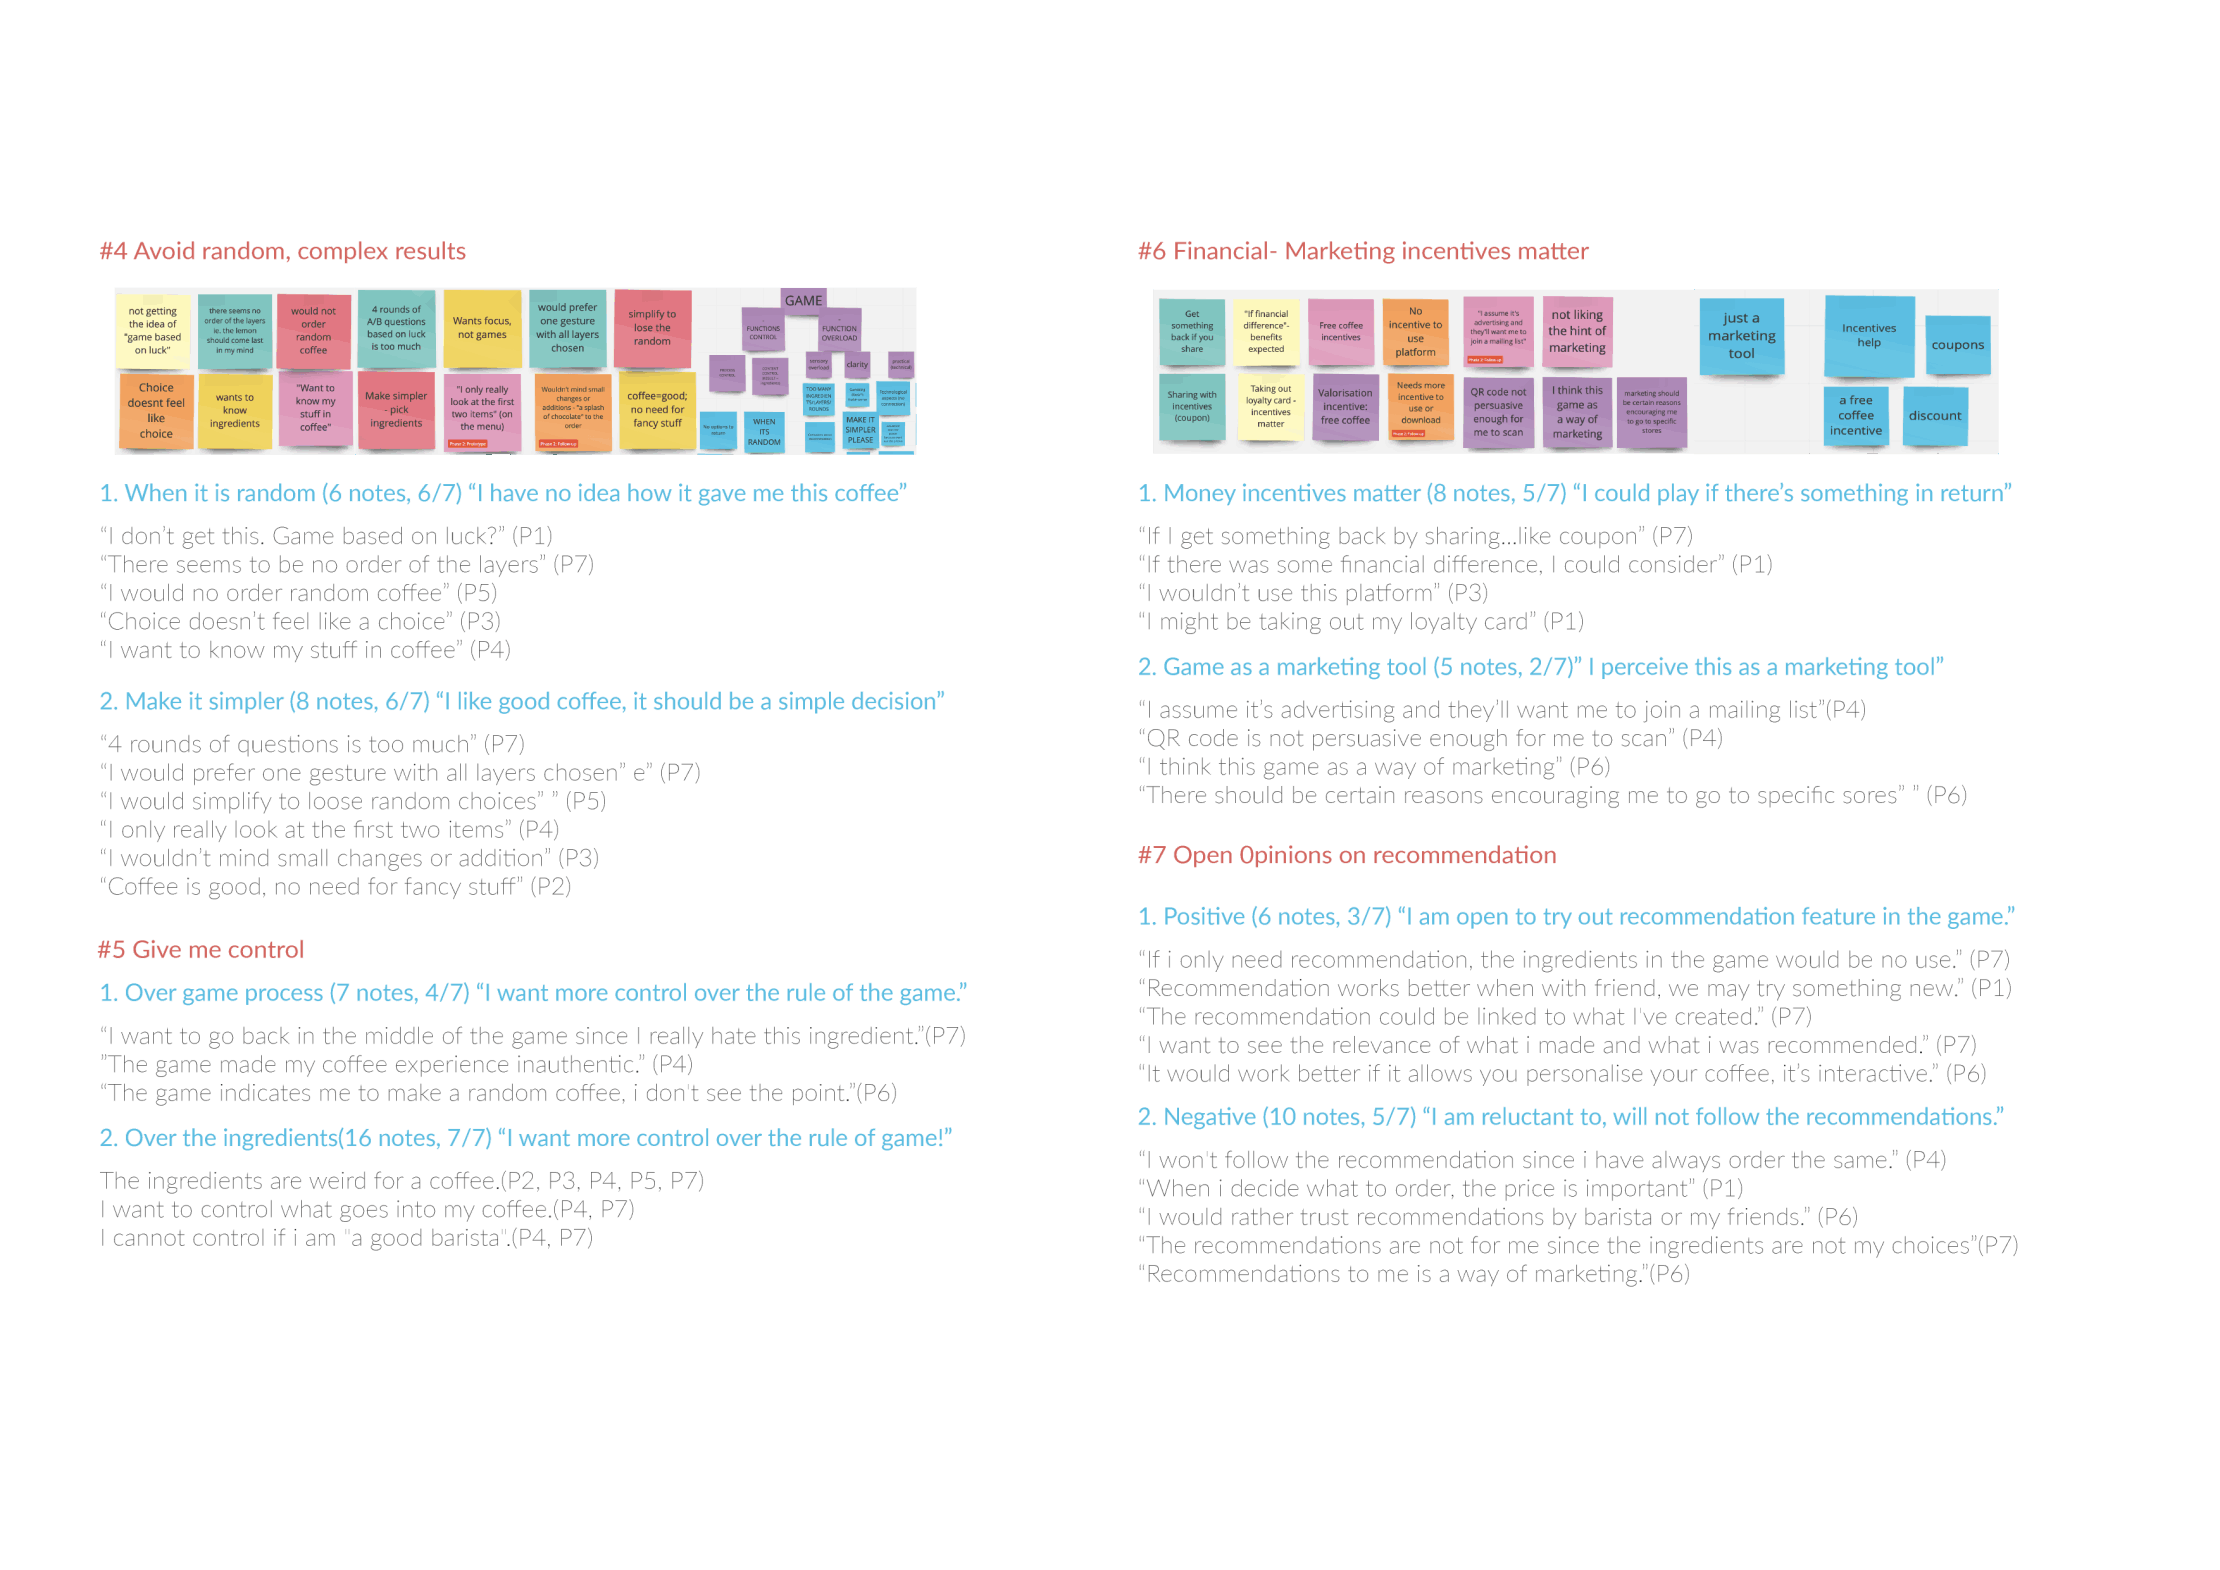 #4 Avoid random, complex results
not getting
the idea of
"game based
on luck"
there seems no
order of the layers
ie. the lemon
should come last
in my mind
would not
order
random
coffee
4 rounds of
A/B questions
based on luck
is too much
Wants focus,
not games
would prefer
one gesture
with all layers
chosen
simplify to
lose the
random
GAME
FUNCTIONS
CONTROL
FUNCTION
OVERLOAD
clarity
Choice
doesnt feel
like
choice
wants to
know
ingredients
"Want to
know my
stuff in
coffee"
Make simpler
- pick
ingredients
"I only really
look at the first
two items" (on
the menu)
Wouldn't mind small
changes or
additions - "a splash
of chocolate" to the
order
coffee=good;
no need for
fancy stuff
WHEN
ITS
RANDOM
MAKE IT
SIMPLER
PLEASE
1. When it is random (6 notes, 6/7) “I have no idea how it gave me this coffee”
“I don’t get this. Game based on luck?” (P1)
“There seems to be no order of the layers” (P7)
“I would no order random coffee” (P5)
“Choice doesn’t feel like a choice” (P3)
“I want to know my stuff in coffee” (P4)
2. Make it simpler (8 notes, 6/7) “I like good coffee, it should be a simple decision”
“4 rounds of questions is too much” (P7)
“I would prefer one gesture with all layers chosen” e” (P7)
“I would simplify to loose random choices” ” (P5)
“I only really look at the first two items” (P4)
“I wouldn’t mind small changes or addition” (P3)
“Coffee is good, no need for fancy stuff” (P2)
#5 Give me control
1. Over game process (7 notes, 4/7) “I want more control over the rule of the game.”
“I want to go back in the middle of the game since I really hate this ingredient.”(P7)
”The game made my coffee experience inauthentic.” (P4)
“The game indicates me to make a random coffee, i don't see the point.”(P6)
2. Over the ingredients(16 notes, 7/7) “I want more control over the rule of game!”
The ingredients are weird for a coffee.(P2, P3, P4, P5, P7)
I want to control what goes into my coffee.(P4, P7)
I cannot control if i am "a good barista".(P4, P7)
#6 Financial- Marketing incentives matter
Get
something
back if you
share
"If financial
difference"-
benefits
expected
Free coffee
incentives
No
incentive to
use
platform
"I assume it's
advertising and
they'll want me to
join a mailing list"
not liking
the hint of
marketing
just a
marketing
tool
Incentives
help
coupons
Sharing with
incentives
(coupon)
Taking out
loyalty card -
incentives
matter
Valorisation
incentive:
free coffee
Needs more
incentive to
use or
download
QR code not
persuasive
enough for
me to scan
I think this
game as
a way of
marketing
marketing should
be certain reasons
encouraging me
to go to specific
stores
a free
coffee
incentive
discount
1. Money incentives matter (8 notes, 5/7) “I could play if there’s something in return”
“If I get something back by sharing...like coupon” (P7)
“If there was some financial difference, I could consider” (P1)
“I wouldn’t use this platform” (P3)
“I might be taking out my loyalty card” (P1)
2. Game as a marketing tool (5 notes, 2/7)” I perceive this as a marketing tool”
“I assume it’s advertising and they’ll want me to join a mailing list”(P4)
“QR code is not persuasive enough for me to scan” (P4)
“I think this game as a way of marketing” (P6)
“There should be certain reasons encouraging me to go to specific sores” ” (P6)
#7 Open 0pinions on recommendation
1. Positive (6 notes, 3/7) “I am open to try out recommendation feature in the game.”
“If i only need recommendation, the ingredients in the game would be no use.” (P7)
“Recommendation works better when with friend, we may try something new.” (P1)
“The recommendation could be linked to what I've created.” (P7)
“I want to see the relevance of what i made and what i was recommended.” (P7)
“It would work better if it allows you personalise your coffee, it’s interactive.” (P6)
2. Negative (10 notes, 5/7) “I am reluctant to, will not follow the recommendations.”
“I won't follow the recommendation since i have always order the same.” (P4)
“When i decide what to order, the price is important” (P1)
“I would rather trust recommendations by barista or my friends.” (P6)
“The recommendations are not for me since the ingredients are not my choices”(P7)
“Recommendations to me is a way of marketing.”(P6)